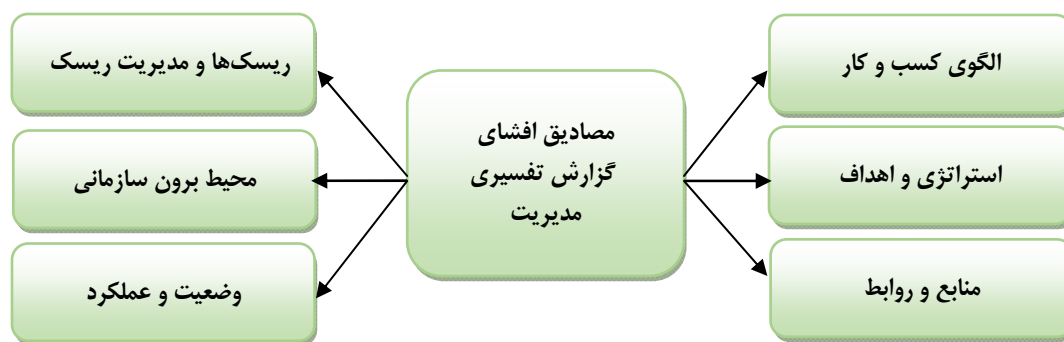 الگوی کسب و کار
استراتژی و اهداف
منابع و روابط
مصادیق افشای
گزارش تفسیری
مدیریت
ریسک‌ها و مدیریت ریسک
محیط برون سازمانی
وضعیت و عملکرد